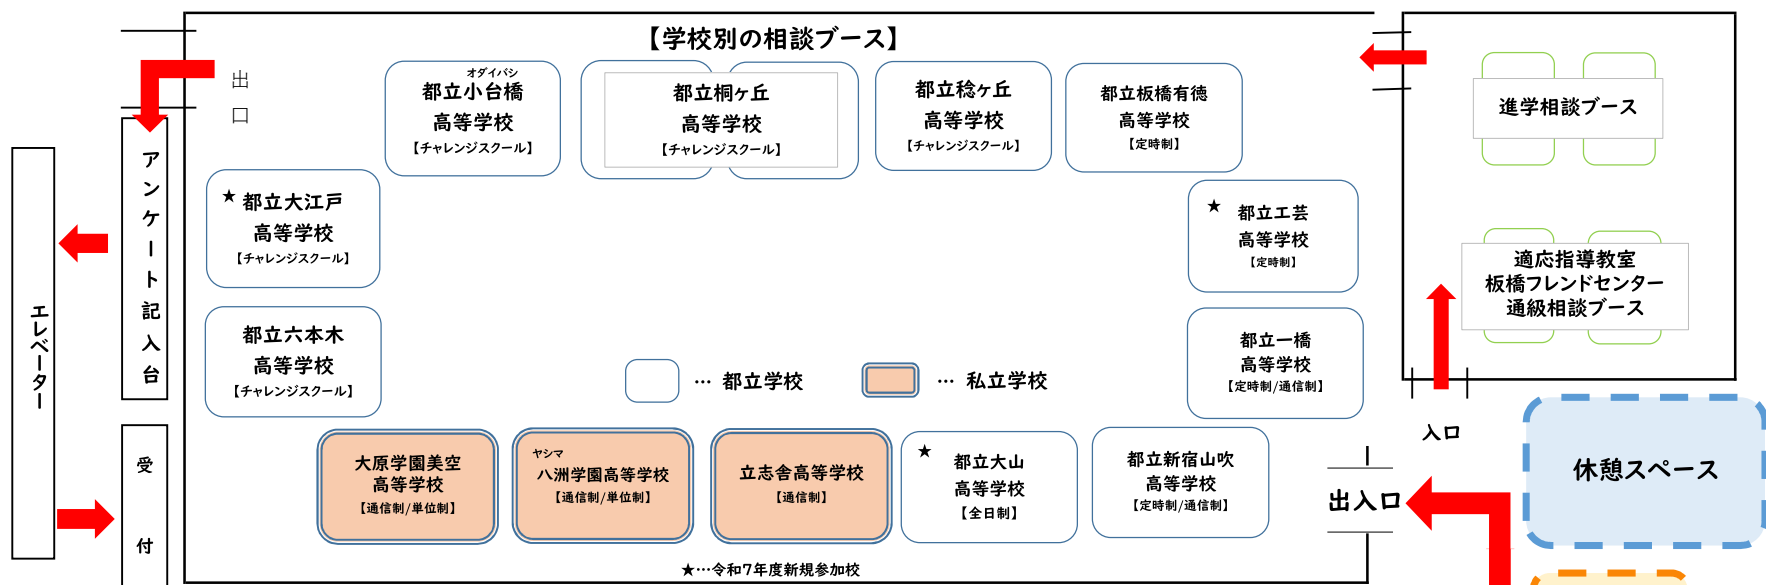 【学校別の相談ブース】
出
口
オダイバシ
都立小台橋
高等学校
【チャレンジスクール】
都立桐ヶ丘
高等学校
【チャレンジスクール】
都立稔ヶ丘
高等学校
【チャレンジスクール】
都立板橋有徳
高等学校
【定時制】
進学相談ブース
アンケート記入台
★ 都立大江戸
高等学校
【チャレンジスクール】
★
都立工芸
高等学校
【定時制】
適応指導教室
板橋フレンドセンター
通級相談ブース
エレベーター
都立六本木
高等学校
【チャレンジスクール】
… 都立学校
… 私立学校
都立一橋
高等学校
【定時制/通信制】
入口
受付
大原学園美空
高等学校
【通信制/単位制】
ヤシマ
八洲学園高等学校
【通信制/単位制】
立志舎高等学校
【通信制】
★
都立大山
高等学校
【全日制】
都立新宿山吹
高等学校
【定時制/通信制】
出入口
休憩スペース
★…令和7年度新規参加校